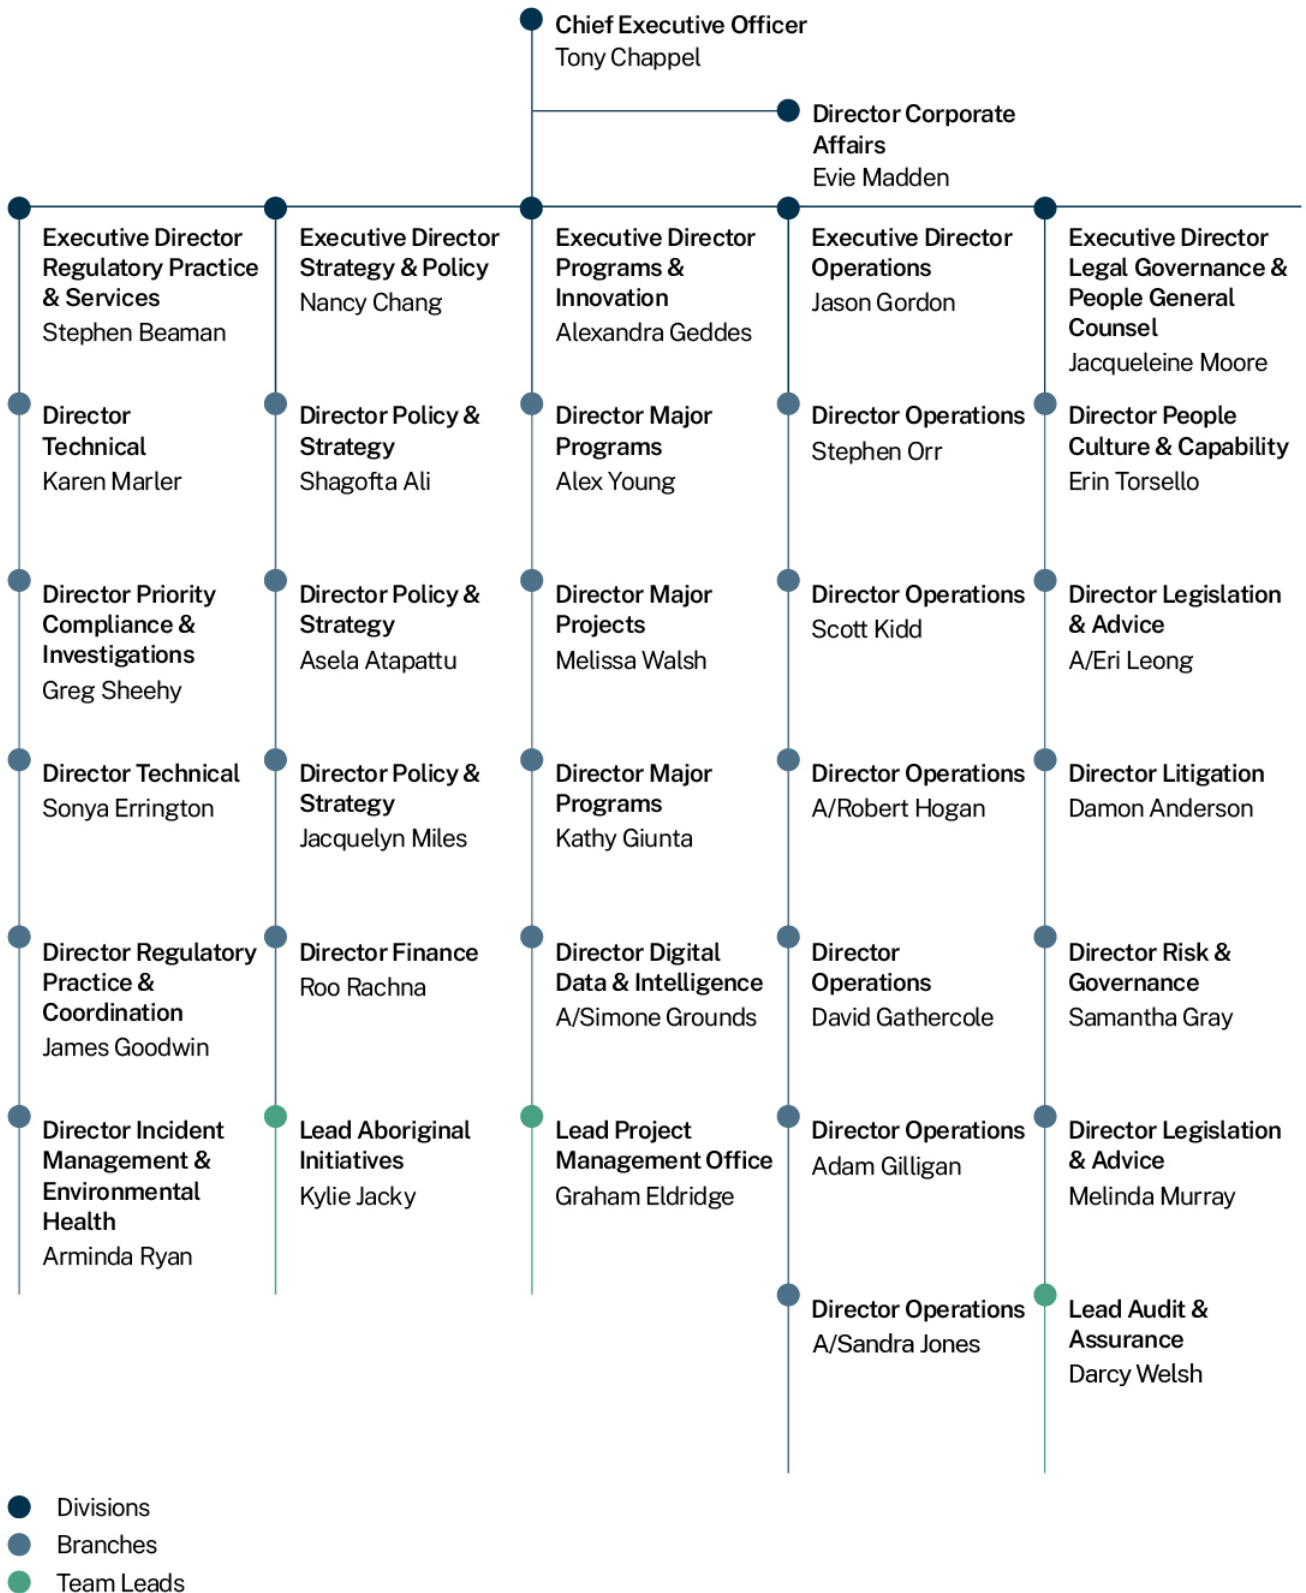 Chief Executive Officer
Tony Chappel
Director Corporate
Affairs
Evie Madden
Executive Director
Regulatory Practice
& Services
Stephen Beaman
Director
Technical
Karen Marler
Director Priority
Compliance &
Investigations
Greg Sheehy
Director Technical
Sonya Errington
Director Regulatory
Practice &
Coordination
James Goodwin
Director Incident
Management &
Environmental
Health
Arminda Ryan
Executive Director
Strategy & Policy
Nancy Chang
Director Policy &
Strategy
Shagofta Ali
Director Policy &
Strategy
Asela Atapattu
Director Policy &
Strategy
Jacquelyn Miles
Director Finance
Roo Rachna
Lead Aboriginal
Initiatives
Kylie Jacky
Executive Director
Programs &
Innovation
Alexandra Geddes
Director Major
Programs
Alex Young
Director Major
Projects
Melissa Walsh
Director Major
Programs
Kathy Giunta
Director Digital
Data & Intelligence
A/Simone Grounds
Lead Project
Management Office
Graham Eldridge
Executive Director
Operations
Jason Gordon
Director Operations
Stephen Orr
Director Operations
Scott Kidd
Director Operations
A/Robert Hogan
Director
Operations
David Gathercole
Director Operations
Adam Gilligan
Director Operations
A/Sandra Jones
Executive Director
Legal Governance &
People General
Counsel
Jacqueleine Moore
Director People
Culture & Capability
Erin Torsello
Director Legislation
& Advice
A/Eri Leong
Director Litigation
Damon Anderson
Director Risk &
Governance
Samantha Gray
Director Legislation
& Advice
Melinda Murray
Lead Audit &
Assurance
Darcy Welsh
Divisions
Branches
Team Leads